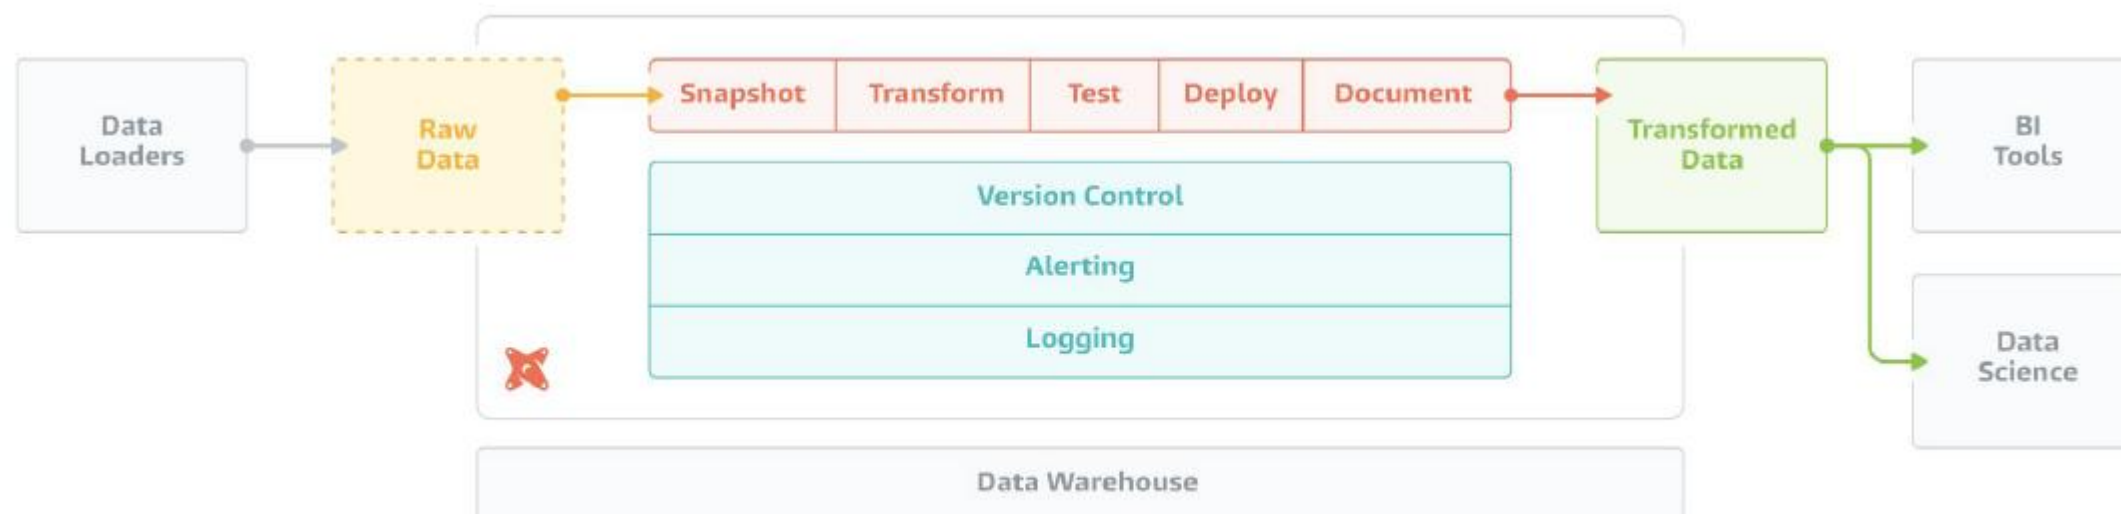 Data
Loaders
Raw
Data
Snapshot
Transform
Test
Deploy
Document
Version Control
Alerting
Logging
Transformed
Data
BI
Tools
Data
Science
Data Warehouse